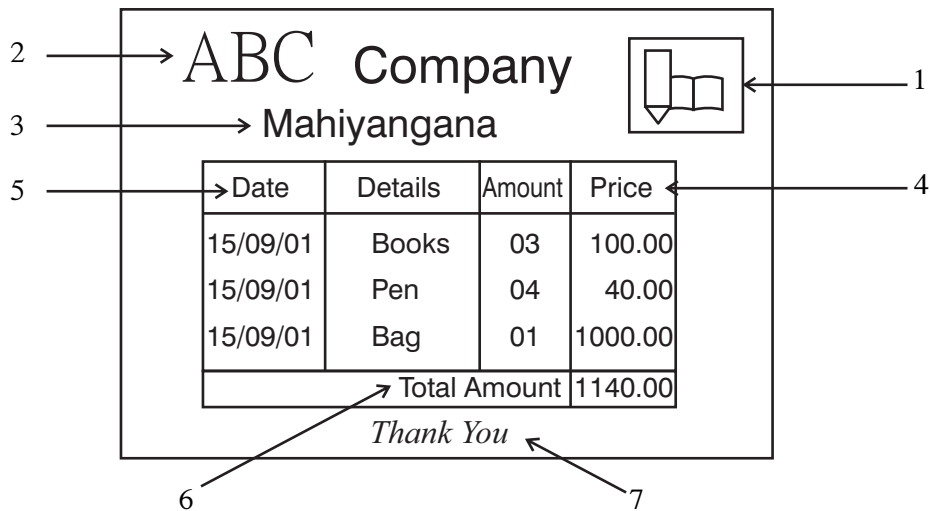 2 ABC Company 1
3 Mahiyangana
5 Date Details Amount Price 4
15/09/01 Books 03 100.00
15/09/01 Pen 04 40.00
15/09/01 Bag 01 1000.00
Total Amount 1140.00
Thank You
6 7